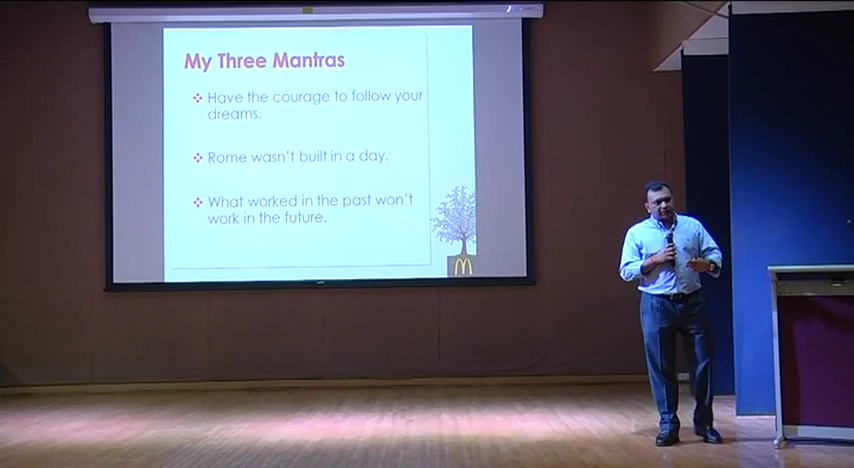 My Three Mantras
Have the courage to follow your
dreams.
Rome wasn't built in a day.
What worked in the past won't
work in the future.